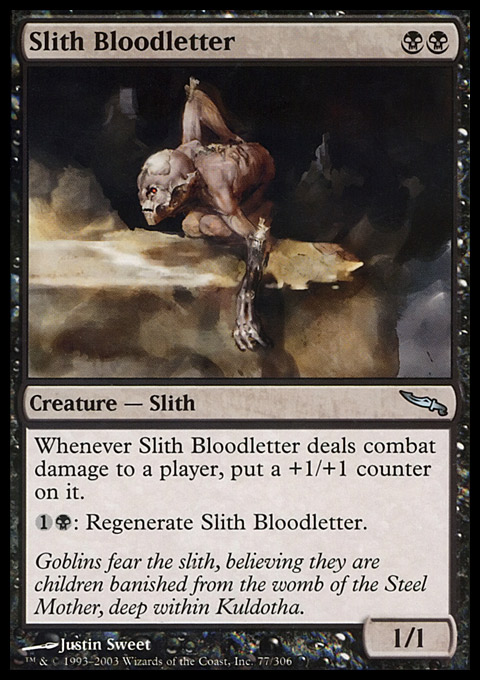 Slith Bloodletter
Creature — Slith
Whenever Slith Bloodletter deals combat
damage to a player, put a +1/+1 counter
on it.
1: Regenerate Slith Bloodletter.
Goblins fear the slith, believing they are
children banished from the womb of the Steel
Mother, deep within Kuldotha.
1/1
Justin Sweet
™ & © 1993–2003 Wizards of the Coast, Inc. 77/306